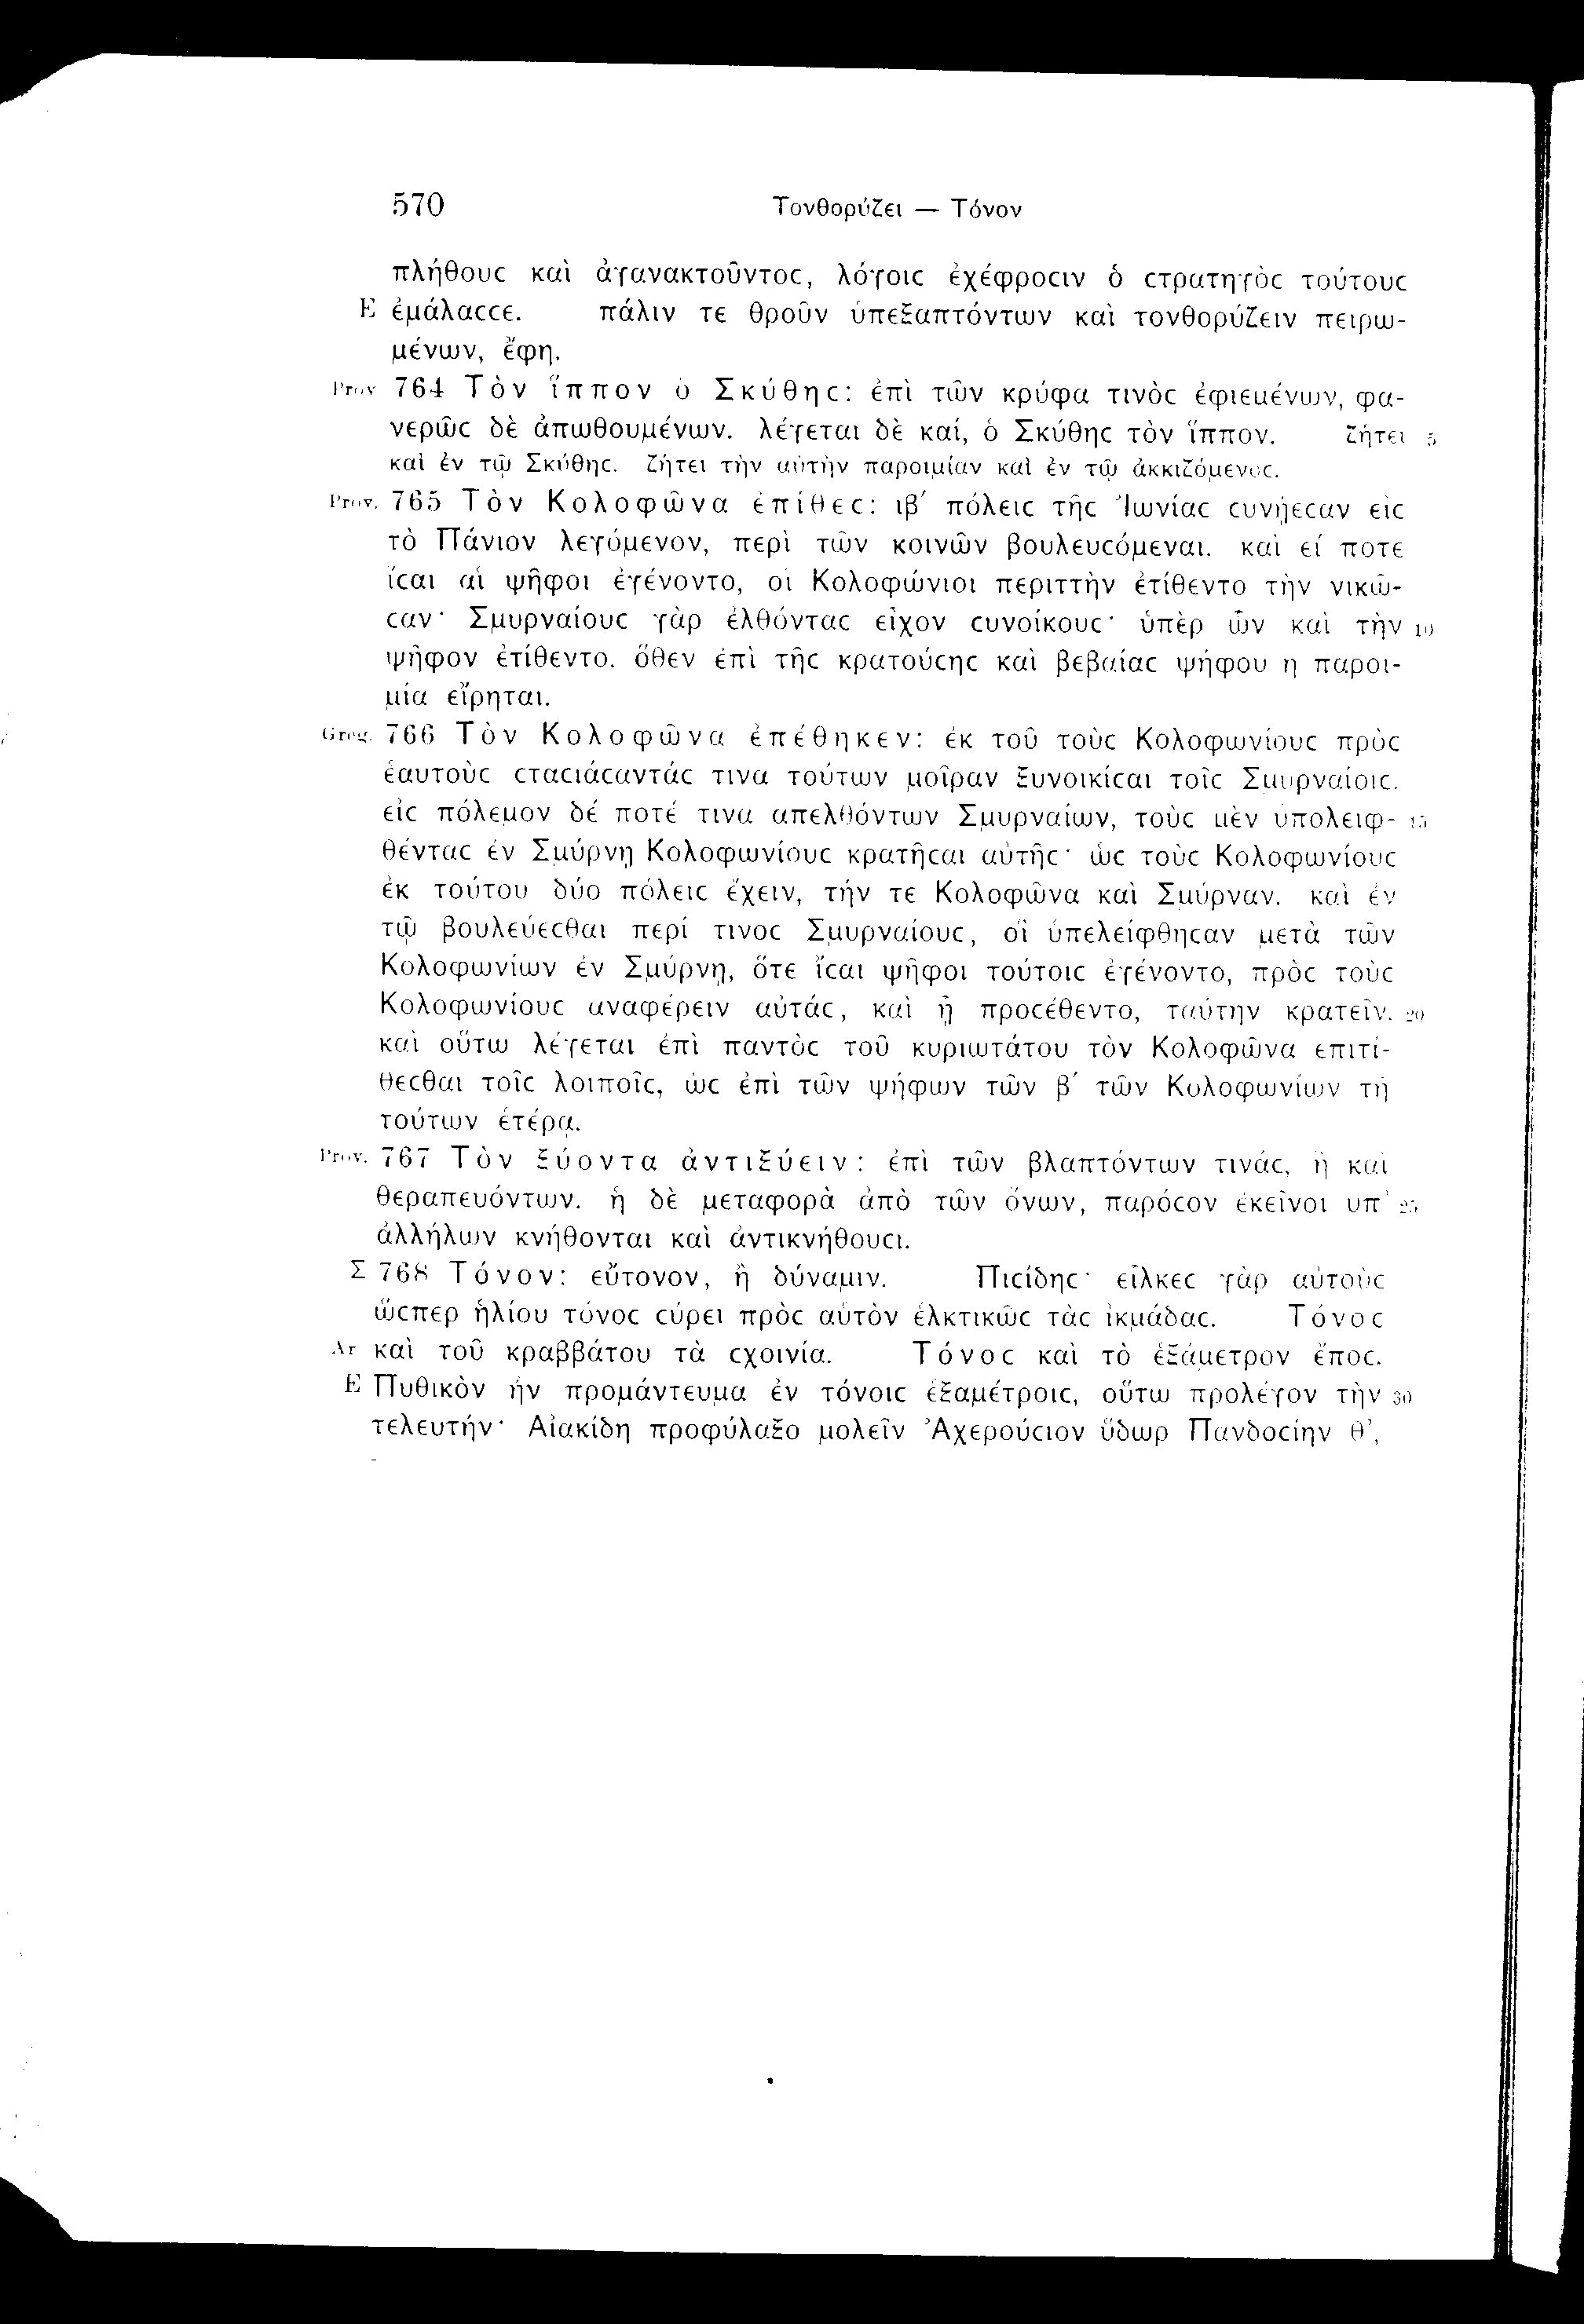 570 Τονθορύζει — Τόνον
πλήθουϲ καὶ ἀγανακτοῦντοϲ, λόγοιϲ ἐχέφροϲιν ὁ ϲτρατηγὸϲ τούτουϲ
E ἐμάλαϲϲε. πάλιν τε θροῦν ὑπεξαπτόντων καὶ τονθορύζειν πειρω-
μένων, ἔφη.
Prov. 764 Τὸν ἵππον ὁ Σκύθηϲ: ἐπὶ τῶν κρύφα τινὸϲ ἐφιεμένων, φα-
νερῶϲ δὲ ἀπωθουμένων. λέγεται δὲ καί, ὁ Σκύθηϲ τὸν ἵππον. ζήτει 5
καὶ ἐν τῷ Σκύθηϲ. ζήτει τὴν αὐτὴν παροιμίαν καὶ ἐν τῷ ἀκκιζόμενοϲ.
Prov. 765 Τὸν Κολοφῶνα ἐπίθεϲ: ιβʹ πόλειϲ τῆϲ Ἰωνίαϲ ϲυνῄεϲαν εἰϲ
τὸ Πάνιον λεγόμενον, περὶ τῶν κοινῶν βουλευϲόμεναι. καὶ εἴ ποτε
ἴϲαι αἱ ψῆφοι ἐγένοντο, οἱ Κολοφώνιοι περιττὴν ἐτίθεντο τὴν νικῶ-
ϲαν· Σμυρναίουϲ γὰρ ἐλθόνταϲ εἶχον ϲυνοίκουϲ· ὑπὲρ ὧν καὶ τὴν 10
ψῆφον ἐτίθεντο. ὅθεν ἐπὶ τῆϲ κρατούϲηϲ καὶ βεβαίαϲ ψήφου ἡ παροι-
μία εἴρηται.
Greg. 766 Τὸν Κολοφῶνα ἐπέθηκεν: ἐκ τοῦ τοὺϲ Κολοφωνίουϲ πρὸϲ
ἑαυτοὺϲ ϲταϲιάϲαντάϲ τινα τούτων μοῖραν ξυνοικίϲαι τοῖϲ Σμυρναίοιϲ.
εἰϲ πόλεμον δέ ποτέ τινα ἀπελθόντων Σμυρναίων, τοὺϲ μὲν ὑπολειφ- 15
θένταϲ ἐν Σμύρνῃ Κολοφωνίουϲ κρατῆϲαι αὐτῆϲ· ὡϲ τοὺϲ Κολοφωνίουϲ
ἐκ τούτου δύο πόλειϲ ἔχειν, τήν τε Κολοφῶνα καὶ Σμύρναν. καὶ ἐν
τῷ βουλεύεϲθαι περί τινοϲ Σμυρναίουϲ, οἳ ὑπελείφθηϲαν μετὰ τῶν
Κολοφωνίων ἐν Σμύρνῃ, ὅτε ἴϲαι ψῆφοι τούτοιϲ ἐγένοντο, πρὸϲ τοὺϲ
Κολοφωνίουϲ ἀναφέρειν αὐτάϲ, καὶ ᾗ προϲέθεντο, ταύτην κρατεῖν. 20
καὶ οὕτω λέγεται ἐπὶ παντὸϲ τοῦ κυριωτάτου τὸν Κολοφῶνα ἐπιτί-
θεϲθαι τοῖϲ λοιποῖϲ, ὡϲ ἐπὶ τῶν ψήφων τῶν βʹ τῶν Κολοφωνίων τῇ
τούτων ἑτέρᾳ.
Prov. 767 Τὸν ξύοντα ἀντιξύειν: ἐπὶ τῶν βλαπτόντων τινάϲ, ἢ καὶ
θεραπευόντων. ἡ δὲ μεταφορὰ ἀπὸ τῶν ὄνων, παρόϲον ἐκεῖνοι ὑπ' 25
ἀλλήλων κνήθονται καὶ ἀντικνήθουϲι.
Σ 768 Τόνον: εὔτονον, ἢ δύναμιν. Πιϲίδηϲ· εἷλκεϲ γὰρ αὐτοὺϲ
ὥϲπερ ἡλίου τόνοϲ ϲύρει πρὸϲ αὑτὸν ἑλκτικῶϲ τὰϲ ἰκμάδαϲ. Τόνοϲ
Ar καὶ τοῦ κραββάτου τὰ ϲχοινία. Τόνοϲ καὶ τὸ ἑξάμετρον ἔποϲ.
E Πυθικὸν ἦν προμάντευμα ἐν τόνοιϲ ἑξαμέτροιϲ, οὕτω προλέγον τὴν 30
τελευτήν· Αἰακίδη προφύλαξο μολεῖν Ἀχερούϲιον ὕδωρ Πανδοϲίην θ',